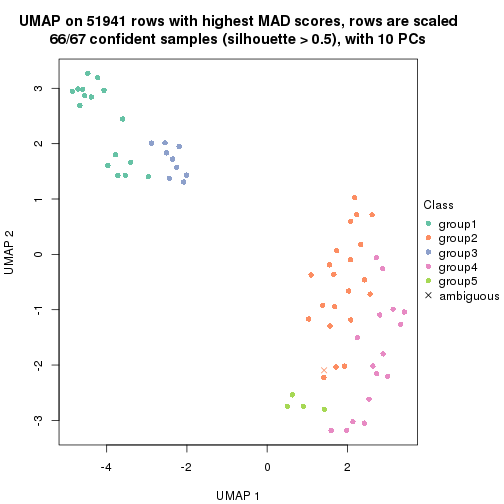 UMAP on 51941 rows with highest MAD scores, rows are scaled
66/67 confident samples (silhouette > 0.5), with 10 PCs
3
2
1
0
-1
-2
-3
UMAP 2
-4
-2
0
2
UMAP 1
Class
group1
group2
group3
group4
group5
ambiguous